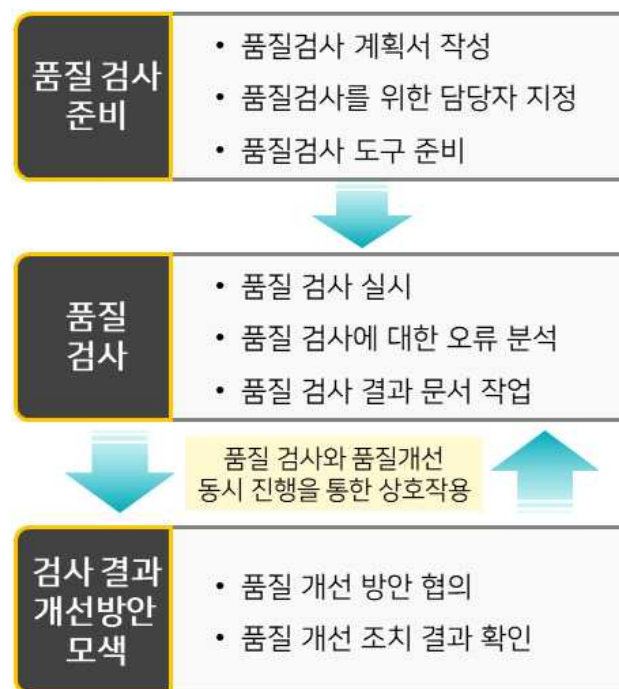 품질 검사
준비
• 품질검사 계획서 작성
• 품질검사를 위한 담당자 지정
• 품질검사 도구 준비
품질
검사
• 품질 검사 실시
• 품질 검사에 대한 오류 분석
• 품질 검사 결과 문서 작업
품질 검사와 품질개선
동시 진행을 통한 상호작용
검사 결과
개선방안
모색
• 품질 개선 방안 협의
• 품질 개선 조치 결과 확인